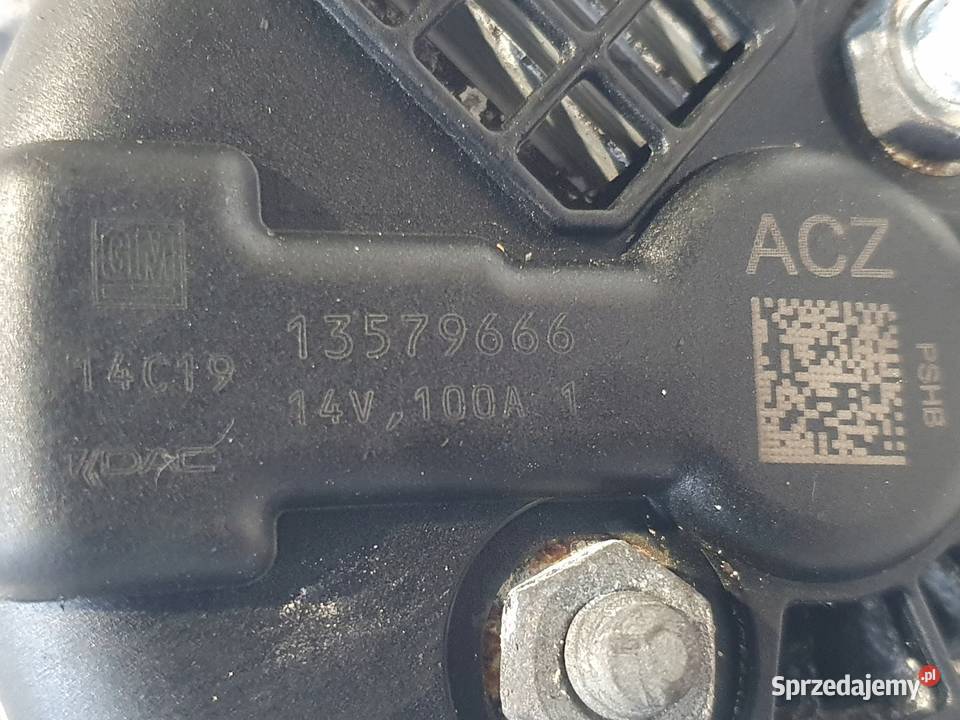 GM
14C19
13579666
14V,100A 1
ACZ
PSHB
Sprzedajemy.pl